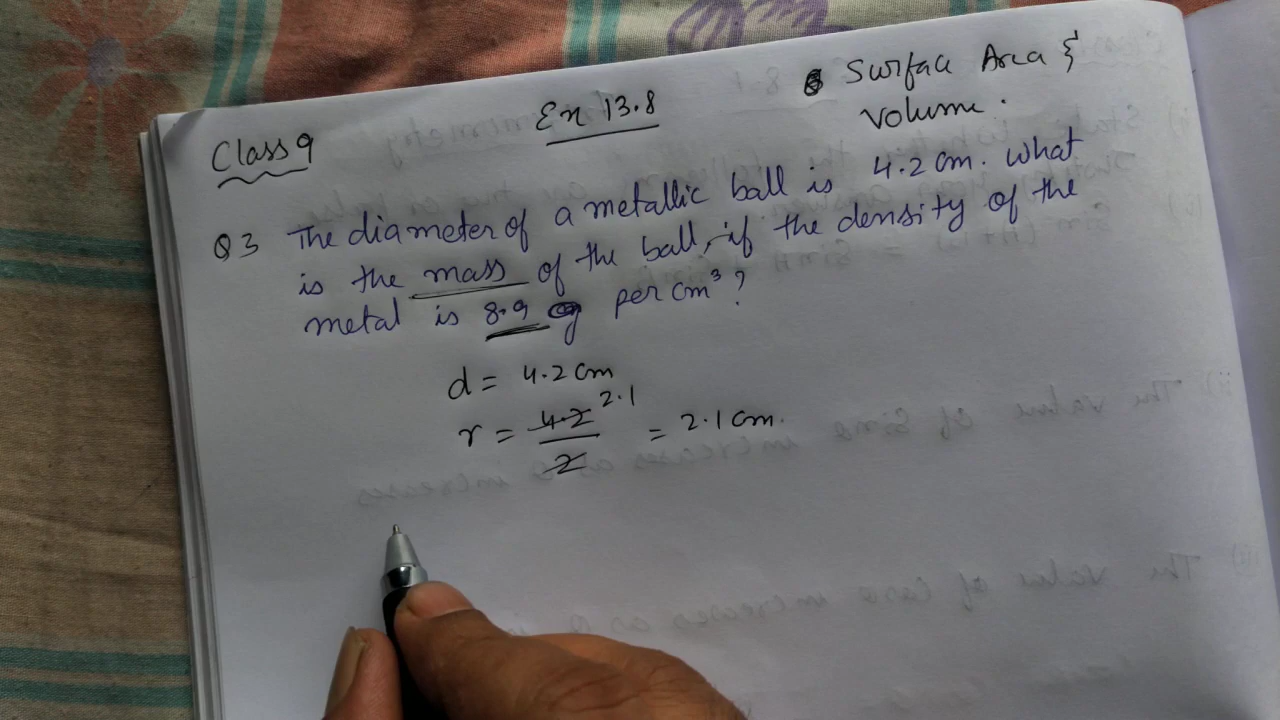 Surface Area &
volume.
Ex 13.8
Class 9
Q3 The diameter of a metallic ball is 4.2 cm. what
is the mass of the ball, if the density of the
metal is 8.9 g per cm³?
d = 4.2 cm
r = 4.2/2 2.1 = 2.1 cm.